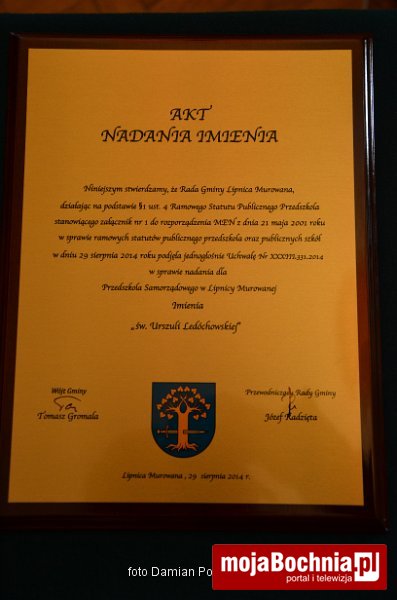 AKT
NADANIA IMIENIA
Niniejszym stwierdzamy, że Rada Gminy Lipnica Murowana,
działając na podstawie §1 ust. 4 Ramowego Statutu Publicznego Przedszkola
stanowiącego załącznik nr 1 do rozporządzenia MEN z dnia 21 maja 2001 roku
w sprawie ramowych statutów publicznego przedszkola oraz publicznych szkół
w dniu 29 sierpnia 2014 roku podjęła jednogłośnie Uchwałę Nr XXXIII.331.2014
w sprawie nadania dla
Przedszkola Samorządowego w Lipnicy Murowanej
Imienia
„św. Urszuli Ledóchowskiej"
Wójt Gminy
Tomasz Gromala
Przewodniczący Rady Gminy
Józef Radzięta
Lipnica Murowana , 29 sierpnia 2014 r.
foto Damian Po
mojaBochnia.pl
portal i telewizja